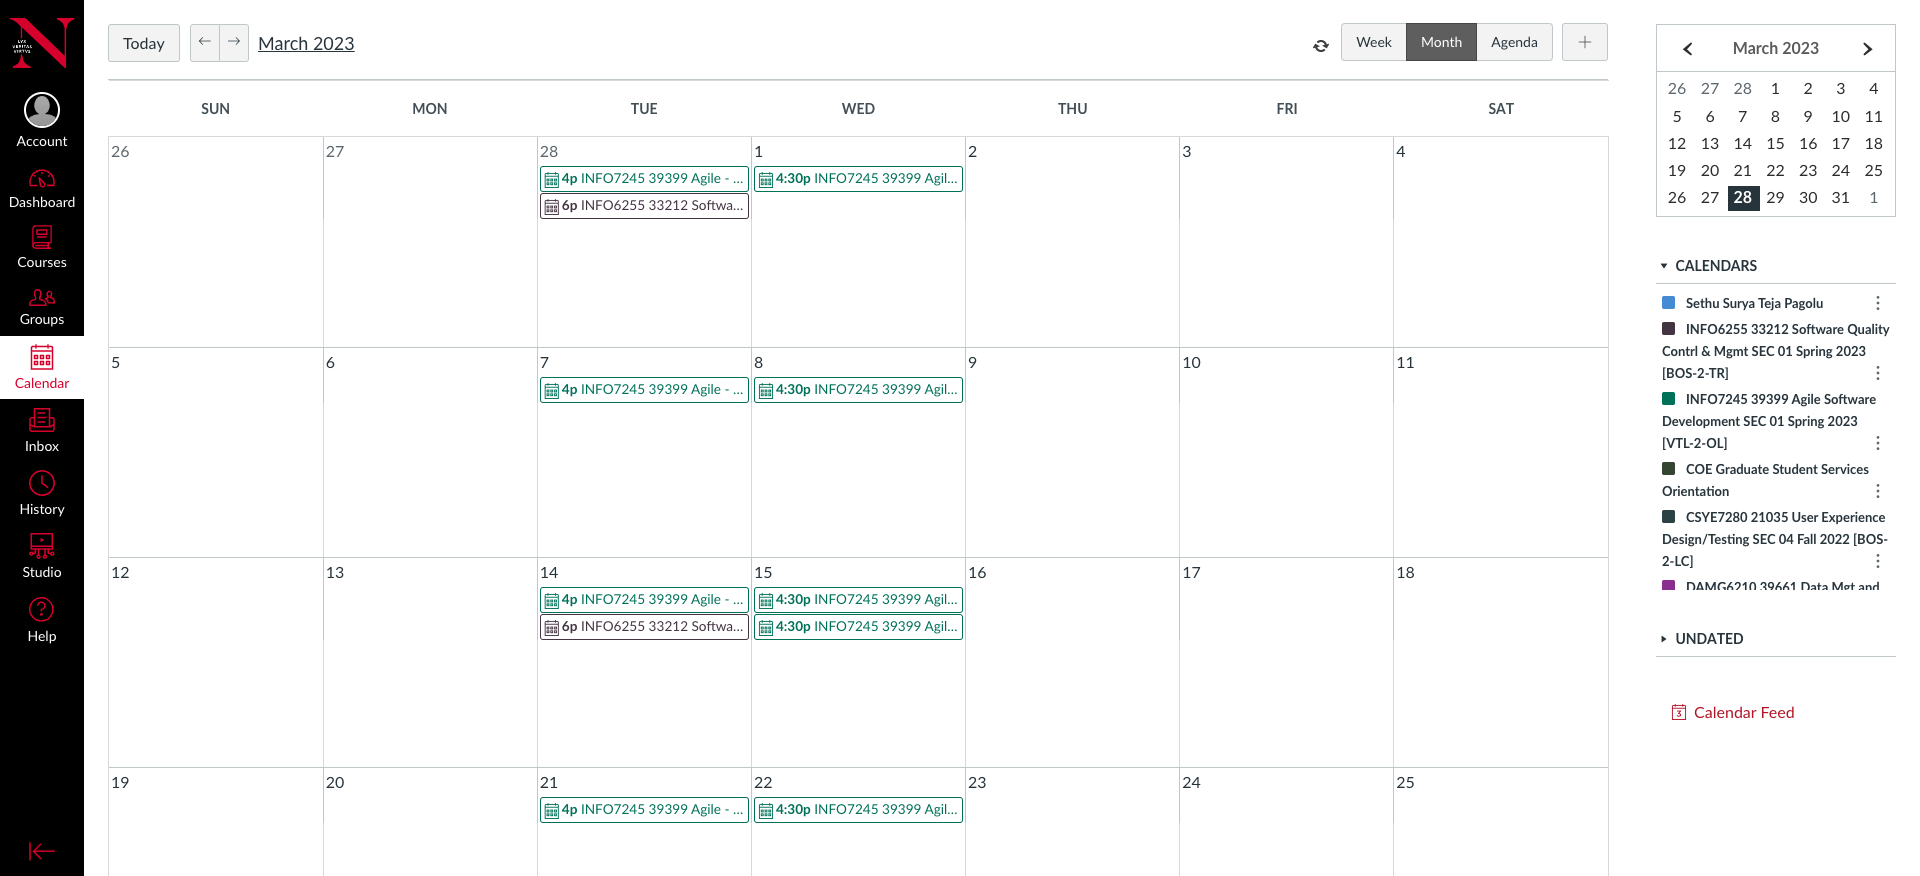 LVX
VERITAS
VIRTVS
Account
Dashboard
Courses
Groups
Calendar
Inbox
History
Studio
Help
Today
March 2023
Week
Month
Agenda
SUN MON TUE WED THU FRI SAT
26 27 28 1 2 3 4
4p INFO7245 39399 Agile - ...
4:30p INFO7245 39399 Agil...
6p INFO6255 33212 Softwa...
5 6 7 8 9 10 11
4p INFO7245 39399 Agile - ...
4:30p INFO7245 39399 Agil...
12 13 14 15 16 17 18
4p INFO7245 39399 Agile - ...
4:30p INFO7245 39399 Agil...
6p INFO6255 33212 Softwa...
4:30p INFO7245 39399 Agil...
19 20 21 22 23 24 25
4p INFO7245 39399 Agile - ...
4:30p INFO7245 39399 Agil...
March 2023
26 27 28 1 2 3 4
5 6 7 8 9 10 11
12 13 14 15 16 17 18
19 20 21 22 23 24 25
26 27 28 29 30 31 1
CALENDARS
Sethu Surya Teja Pagolu
INFO6255 33212 Software Quality
Contrl & Mgmt SEC 01 Spring 2023
[BOS-2-TR]
INFO7245 39399 Agile Software
Development SEC 01 Spring 2023
[VTL-2-OL]
COE Graduate Student Services
Orientation
CSYE7280 21035 User Experience
Design/Testing SEC 04 Fall 2022 [BOS-
2-LC]
DAMG6210 39661 Data Mgt and
UNDATED
Calendar Feed